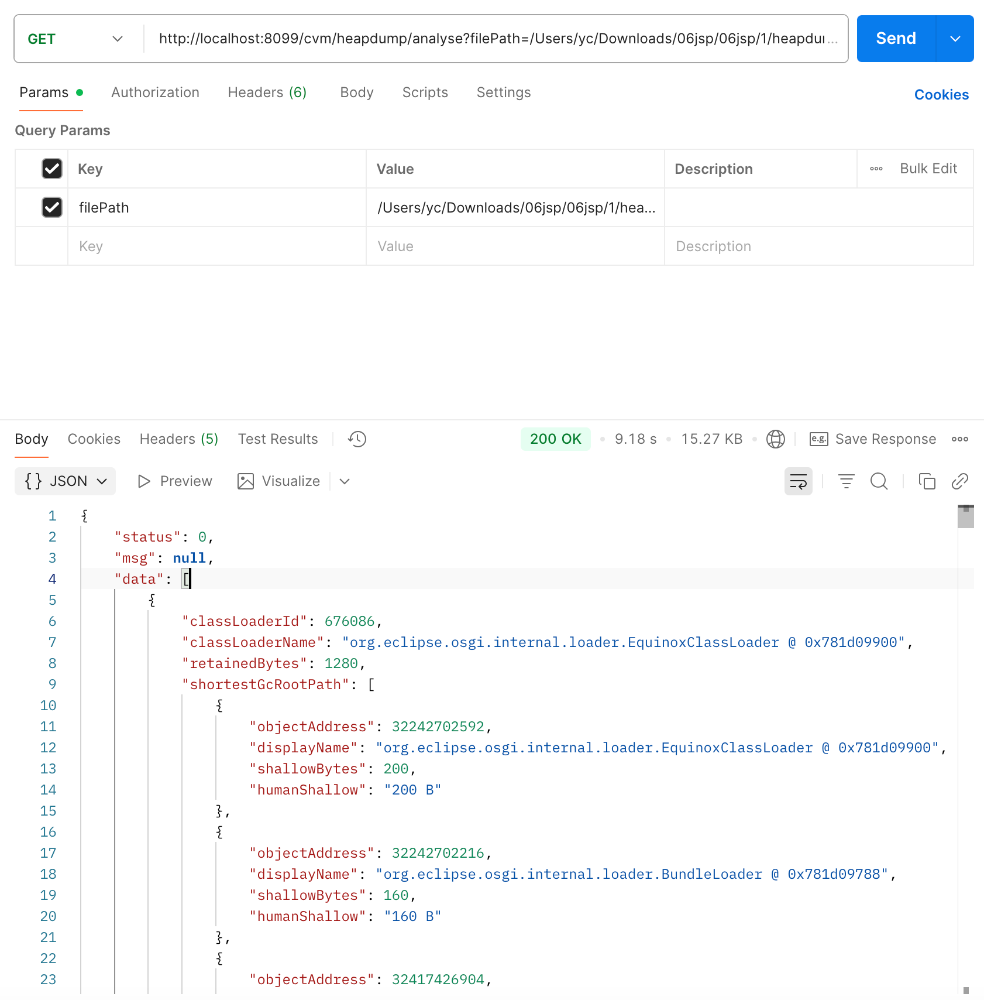 GET http://localhost:8099/cvm/heapdump/analyse?filePath=/Users/yc/Downloads/06jsp/06jsp/1/heapdu... Send
Params Authorization Headers (6) Body Scripts Settings Cookies
Query Params
Key Value Description Bulk Edit
filePath /Users/yc/Downloads/06jsp/06jsp/1/hea...
Key Value Description
Body Cookies Headers (5) Test Results 200 OK 9.18 s 15.27 KB e.g. Save Response
{} JSON Preview Visualize
1 {
2 "status": 0,
3 "msg": null,
4 "data": [
5 {
6 "classLoaderId": 676086,
7 "classLoaderName": "org.eclipse.osgi.internal.loader.EquinoxClassLoader @ 0x781d09900",
8 "retainedBytes": 1280,
9 "shortestGcRootPath": [
10 {
11 "objectAddress": 32242702592,
12 "displayName": "org.eclipse.osgi.internal.loader.EquinoxClassLoader @ 0x781d09900",
13 "shallowBytes": 200,
14 "humanShallow": "200 B"
15 },
16 {
17 "objectAddress": 32242702216,
18 "displayName": "org.eclipse.osgi.internal.loader.BundleLoader @ 0x781d09788",
19 "shallowBytes": 160,
20 "humanShallow": "160 B"
21 },
22 {
23 "objectAddress": 32417426904,